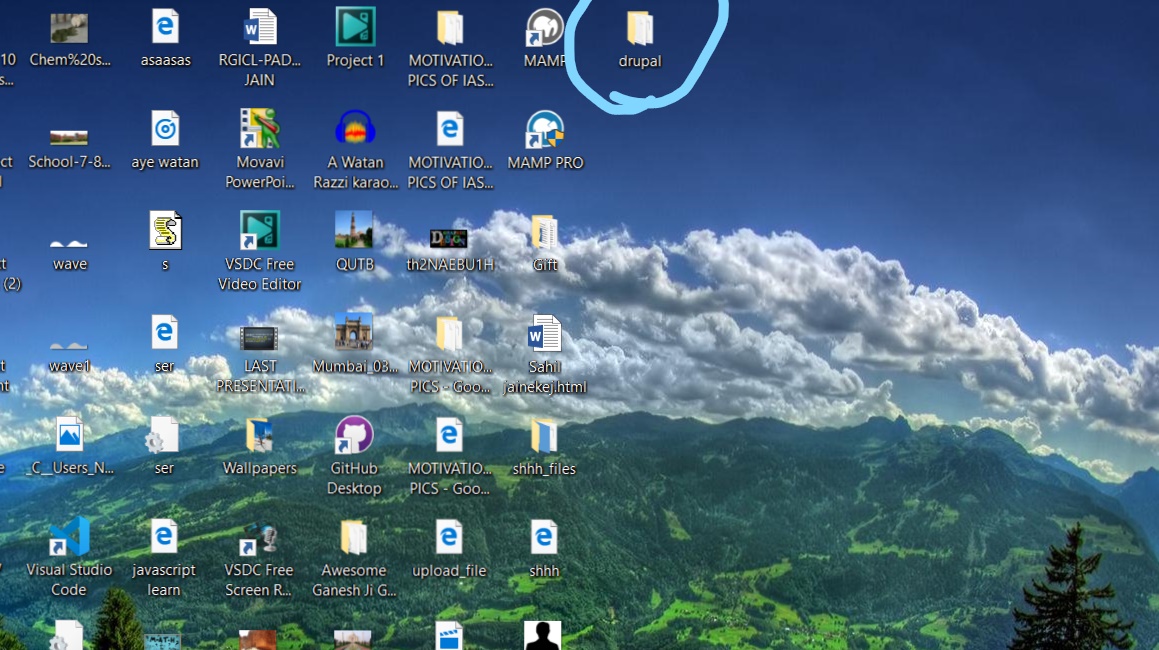 10
s...
Chem%20s...
asaasas
RGICL-PAD...
JAIN
Project 1
MOTIVATIO...
PICS OF IAS...
MAMP
drupal
ct
School-7-8...
aye watan
Movavi
PowerPoi...
A Watan
Razzi karao...
MOTIVATIO...
PICS OF IAS...
MAMP PRO
(2)
wave
s
VSDC Free
Video Editor
QUTB
th2NAEBU1H
Gift
wave1
ser
LAST
PRESENTATI...
Mumbai_03...
MOTIVATIO...
PICS - Goo...
Sahil
jainekej.html
_C__Users_N...
ser
Wallpapers
GitHub
Desktop
MOTIVATIO...
PICS - Goo...
shhh_files
Visual Studio
Code
javascript
learn
VSDC Free
Screen R...
Awesome
Ganesh Ji G...
upload_file
shhh